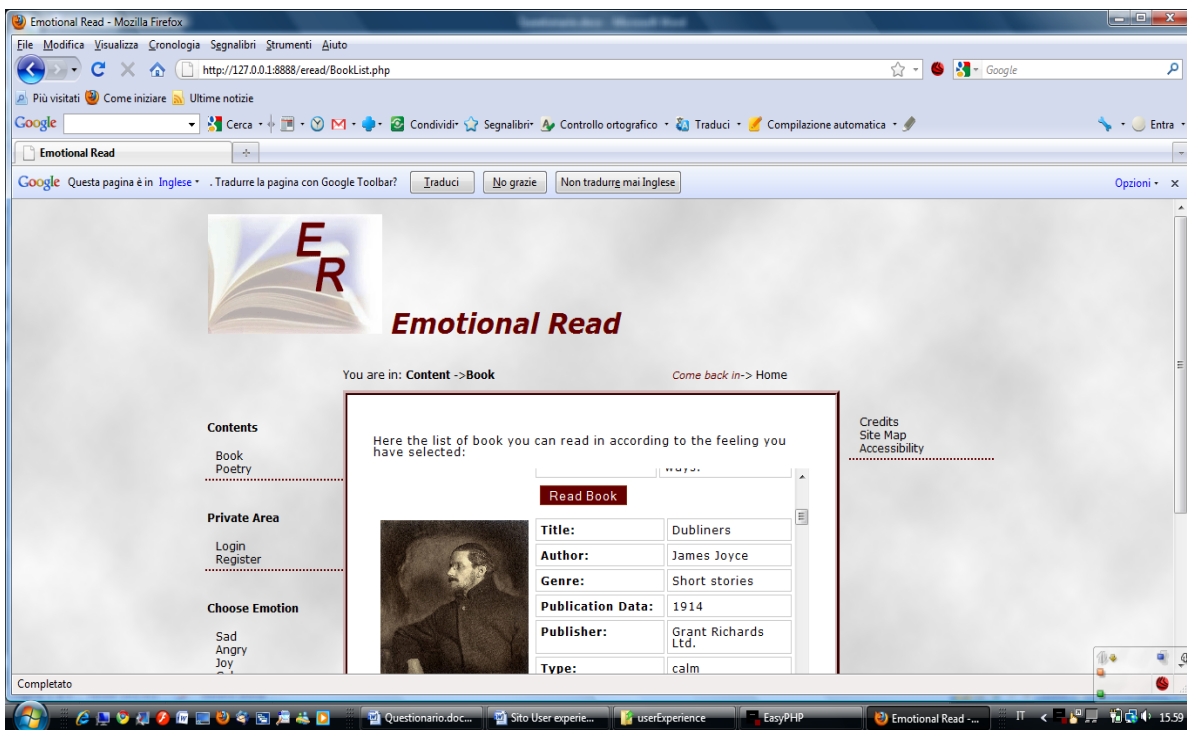 Emotional Read - Mozilla Firefox
File Modifica Visualizza Cronologia Segnalibri Strumenti Aiuto
http://127.0.0.1:8888/eread/BookList.php
Google
Più visitati Come iniziare Ultime notizie
Google Cerca Condividi Segnalibri Controllo ortografico Traduci Compilazione automatica Entra
Emotional Read
Google Questa pagina è in Inglese . Tradurre la pagina con Google Toolbar? Traduci No grazie Non tradurre mai Inglese Opzioni x
E
R
Emotional Read
You are in: Content ->Book Come back in-> Home
Contents
Book
Poetry
Private Area
Login
Register
Choose Emotion
Sad
Angry
Joy
Here the list of book you can read in according to the feeling you
have selected:
ways.
Read Book
Title: Dubliners
Author: James Joyce
Genre: Short stories
Publication Data: 1914
Publisher: Grant Richards
Ltd.
Type: calm
Credits
Site Map
Accessibility
Completato
Questionario.doc... Sito User experie... userExperience EasyPHP Emotional Read -... IT 15.59